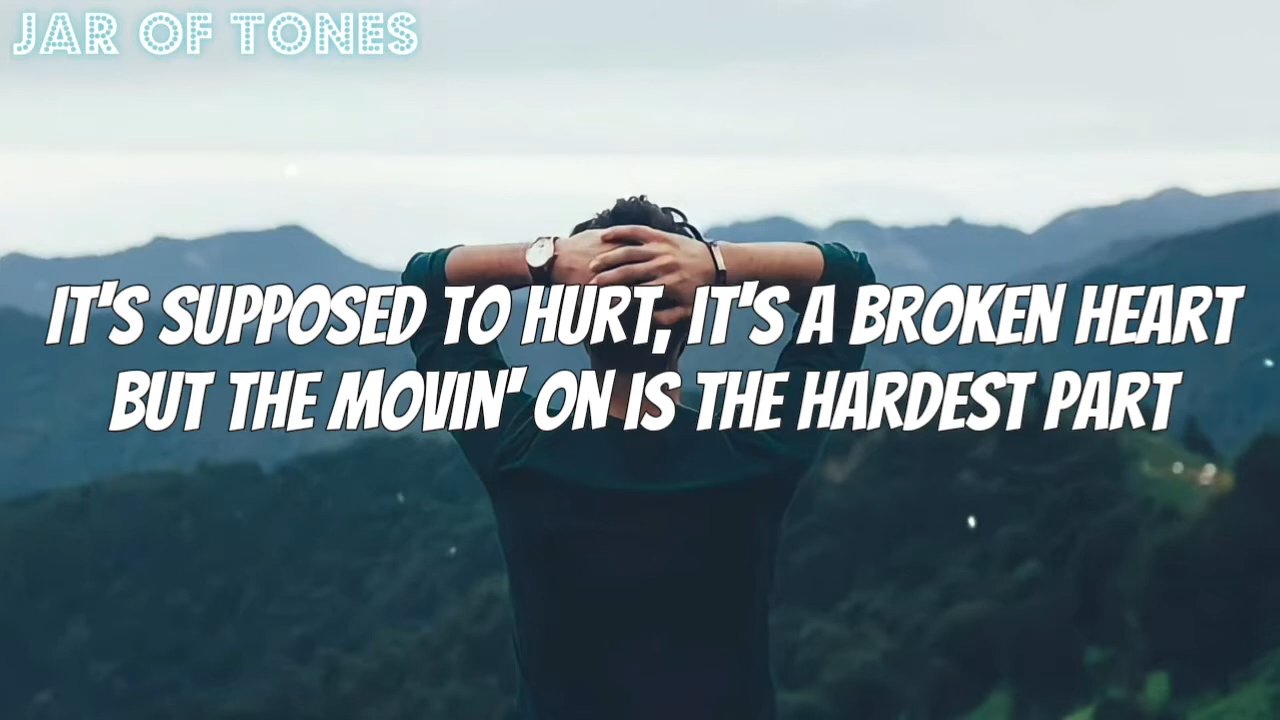 JAR OF TONES
IT'S SUPPOSED TO HURT, IT'S A BROKEN HEART
BUT THE MOVIN' ON IS THE HARDEST PART